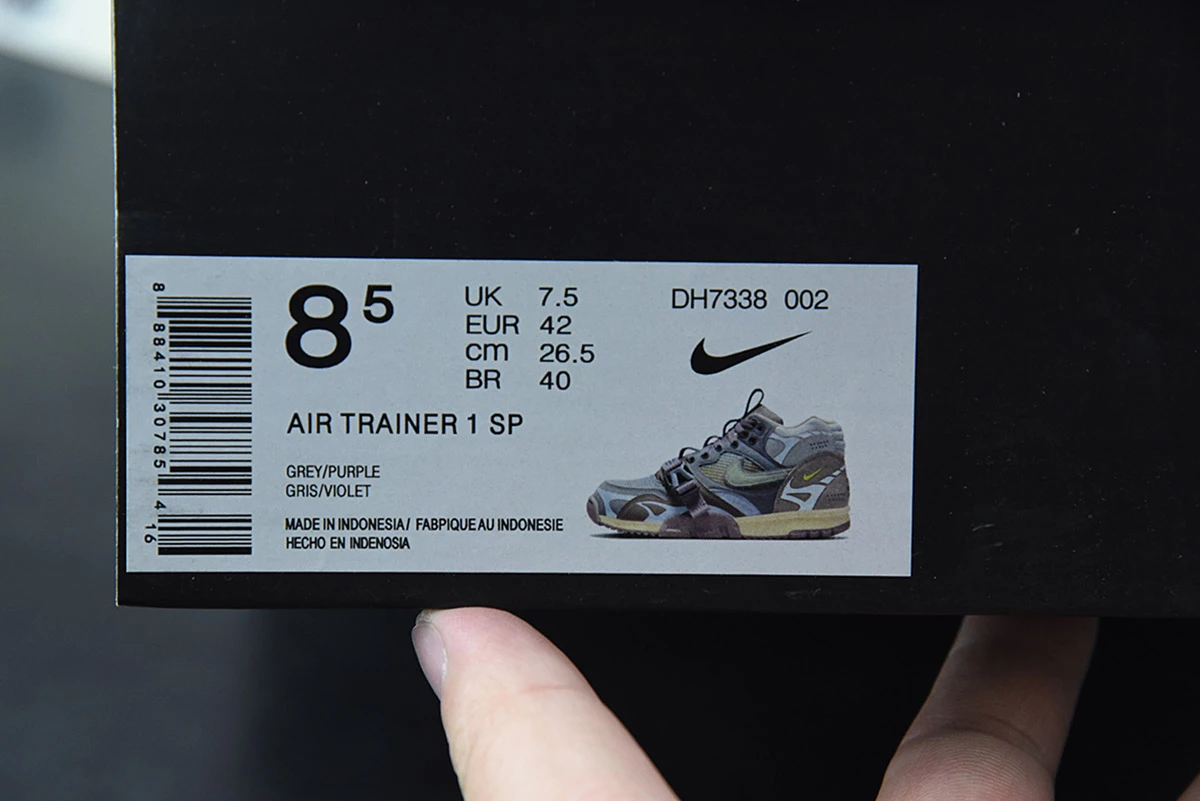 8 88410 30785 4 16
8 5
UK 7.5
EUR 42
cm 26.5
BR 40
DH7338 002
AIR TRAINER 1 SP
GREY/PURPLE
GRIS/VIOLET
MADE IN INDONESIA/ FABPIQUE AU INDONESIE
HECHO EN INDENOSIA